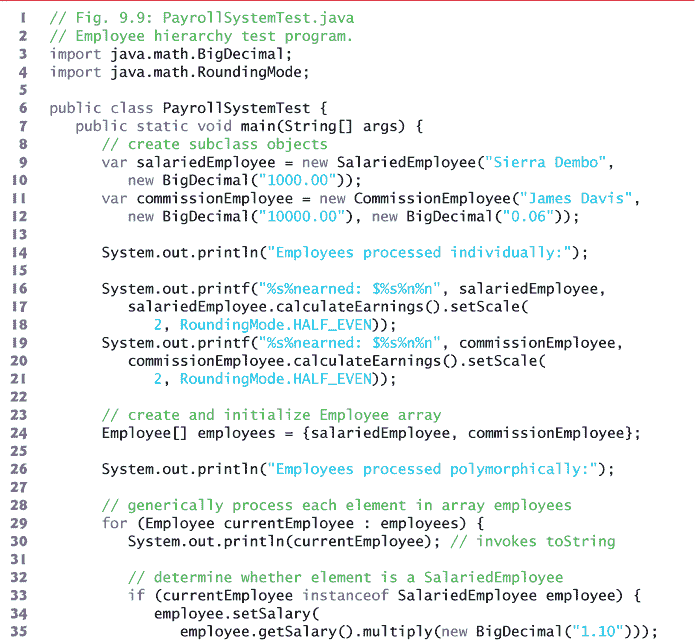 1 // Fig. 9.9: PayrollSystemTest.java
2 // Employee hierarchy test program.
3 import java.math.BigDecimal;
4 import java.math.RoundingMode;
5
6 public class PayrollSystemTest {
7    public static void main(String[] args) {
8       // create subclass objects
9       var salariedEmployee = new SalariedEmployee("Sierra Dembo",
10          new BigDecimal("1000.00"));
11       var commissionEmployee = new CommissionEmployee("James Davis",
12          new BigDecimal("10000.00"), new BigDecimal("0.06"));
13
14       System.out.println("Employees processed individually:");
15
16       System.out.printf("%s%nearned: $%s%n%n", salariedEmployee,
17          salariedEmployee.calculateEarnings().setScale(
18             2, RoundingMode.HALF_EVEN));
19       System.out.printf("%s%nearned: $%s%n%n", commissionEmployee,
20          commissionEmployee.calculateEarnings().setScale(
21             2, RoundingMode.HALF_EVEN));
22
23       // create and initialize Employee array
24       Employee[] employees = {salariedEmployee, commissionEmployee};
25
26       System.out.println("Employees processed polymorphically:");
27
28       // generically process each element in array employees
29       for (Employee currentEmployee : employees) {
30          System.out.println(currentEmployee); // invokes toString
31
32          // determine whether element is a SalariedEmployee
33          if (currentEmployee instanceof SalariedEmployee employee) {
34             employee.setSalary(
35                employee.getSalary().multiply(new BigDecimal("1.10")));